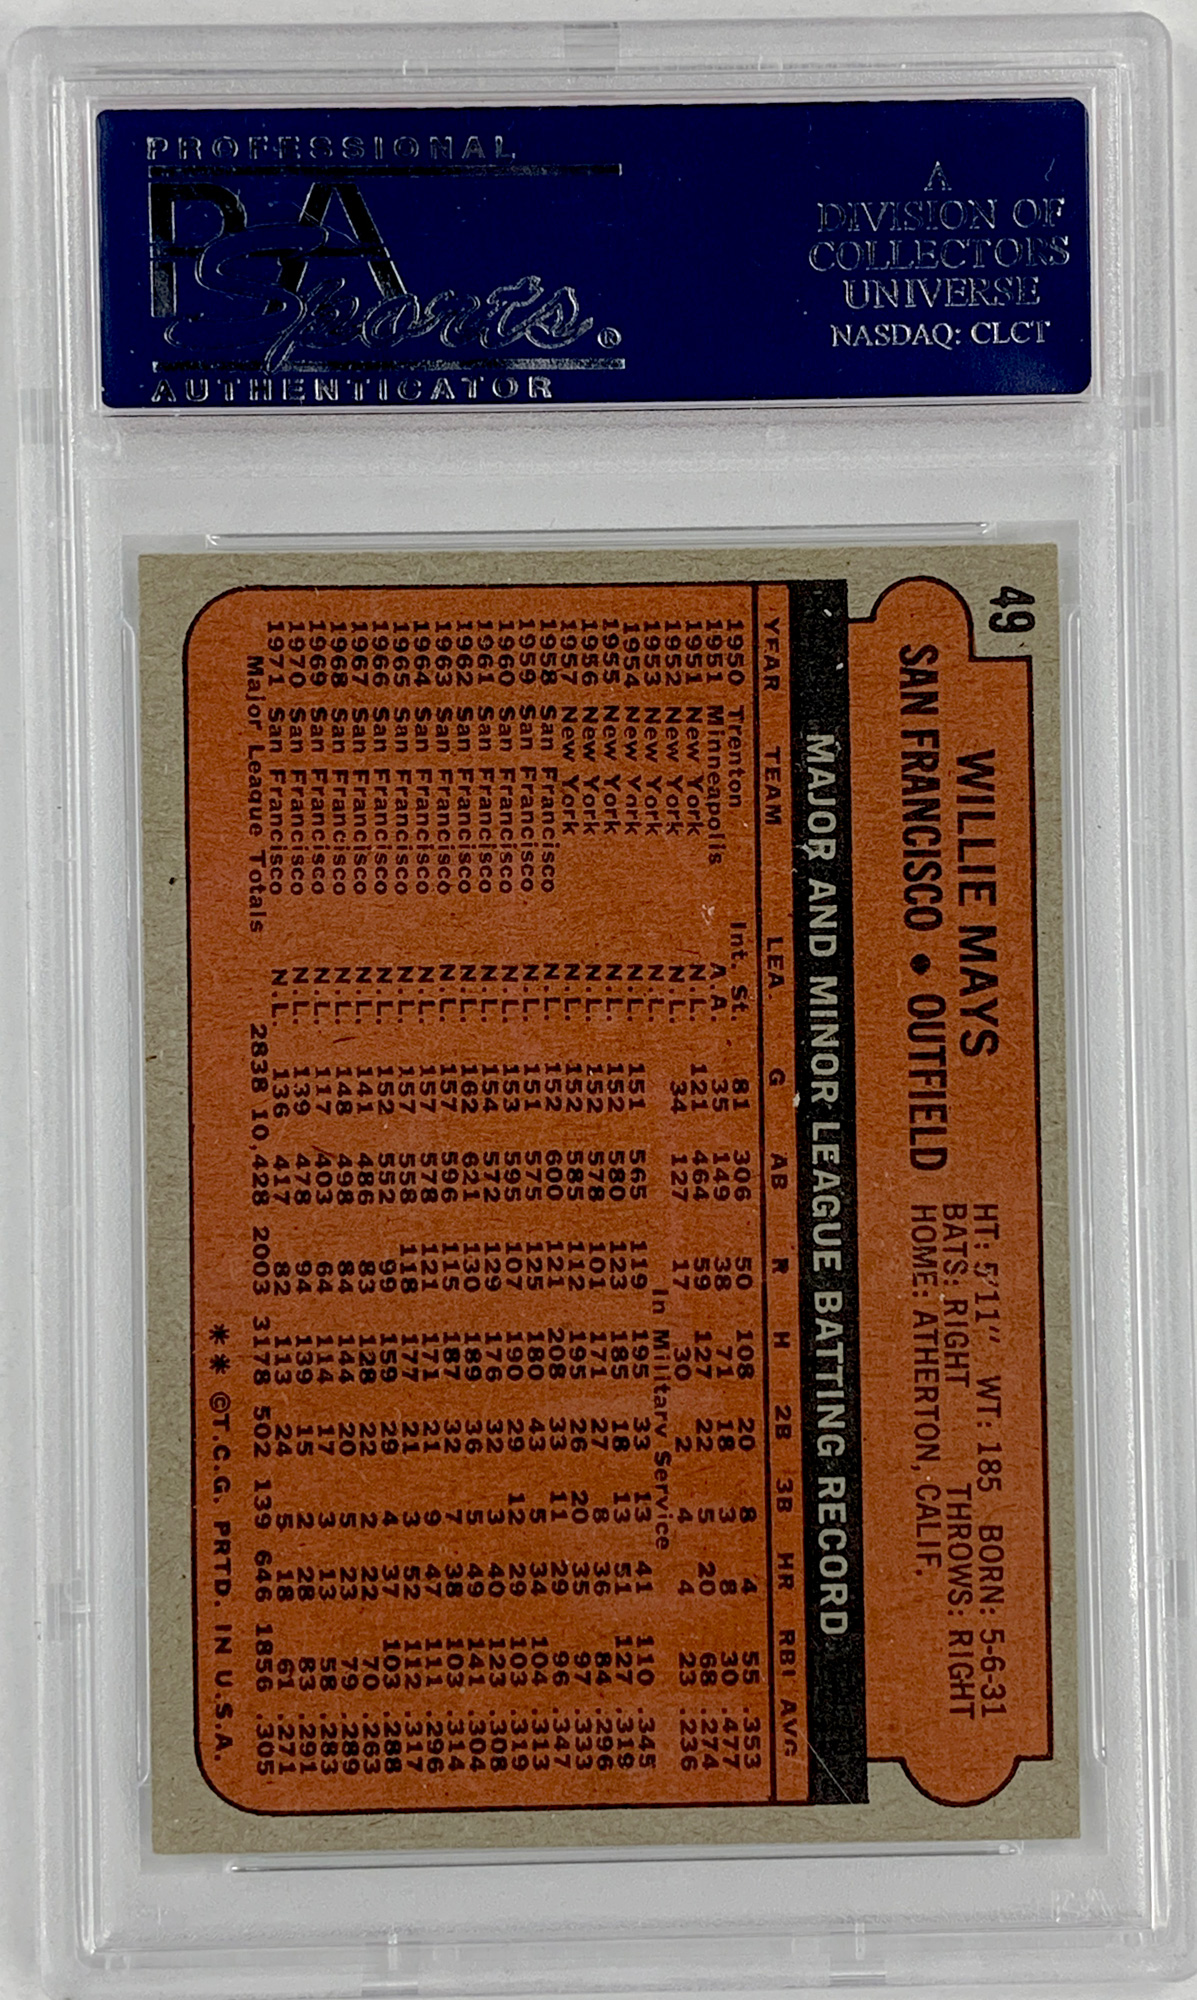 PROFESSIONAL
PSA
Sports®
AUTHENTICATOR
A
DIVISION OF
COLLECTORS
UNIVERSE
NASDAQ: CLCT
49
WILLIE MAYS
SAN FRANCISCO • OUTFIELD
HT: 5'11" WT: 185 BORN: 5-6-31
BATS: RIGHT THROWS: RIGHT
HOME: ATHERTON, CALIF.
MAJOR AND MINOR LEAGUE BATTING RECORD
YEAR TEAM LEA. G AB R H 2B 3B HR RBI AVG
1950 Trenton Int. St. 81 306 50 108 20 8 4 55 .353
1951 Minneapolis A.A. 35 149 38 71 18 3 8 30 .477
1951 New York N.L. 121 464 59 127 22 5 20 68 .274
1952 New York N.L. 34 127 17 30 2 4 4 23 .236
1953 New York N.L. In Military Service
1954 New York N.L. 151 565 119 195 33 13 41 110 .345
1955 New York N.L. 152 580 123 185 18 13 51 127 .319
1956 New York N.L. 152 578 101 171 27 8 36 84 .296
1957 New York N.L. 152 585 112 195 26 20 35 97 .333
1958 San Francisco N.L. 152 600 121 208 33 11 29 96 .347
1959 San Francisco N.L. 151 575 125 180 43 5 34 104 .313
1960 San Francisco N.L. 153 595 107 190 29 12 29 103 .319
1961 San Francisco N.L. 154 572 129 176 32 3 40 123 .308
1962 San Francisco N.L. 162 621 130 189 36 5 49 141 .304
1963 San Francisco N.L. 157 596 115 187 32 7 38 103 .314
1964 San Francisco N.L. 157 578 121 171 21 9 47 111 .296
1965 San Francisco N.L. 157 558 118 177 21 3 52 112 .317
1966 San Francisco N.L. 152 552 99 159 29 4 37 103 .288
1967 San Francisco N.L. 141 486 83 128 22 2 22 70 .263
1968 San Francisco N.L. 148 498 84 144 20 5 23 79 .289
1969 San Francisco N.L. 117 403 64 114 17 3 13 58 .283
1970 San Francisco N.L. 139 478 94 139 15 2 28 83 .291
1971 San Francisco N.L. 136 417 82 113 24 5 18 61 .271
Major League Totals 2838 10,428 2003 3178 502 139 646 1856 .305
** ©T.C.G. PRTD. IN U.S.A.